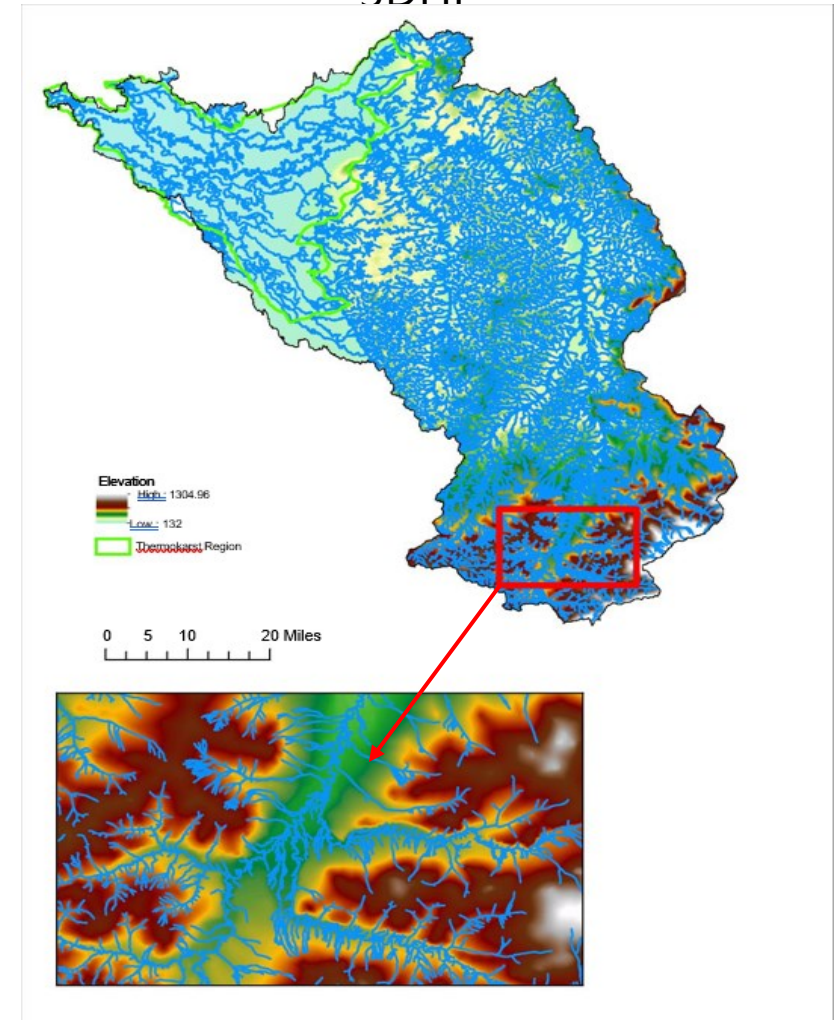 Elevation
High : 1304.96
Low : 132
Thermokarst Region
0 5 10 20 Miles